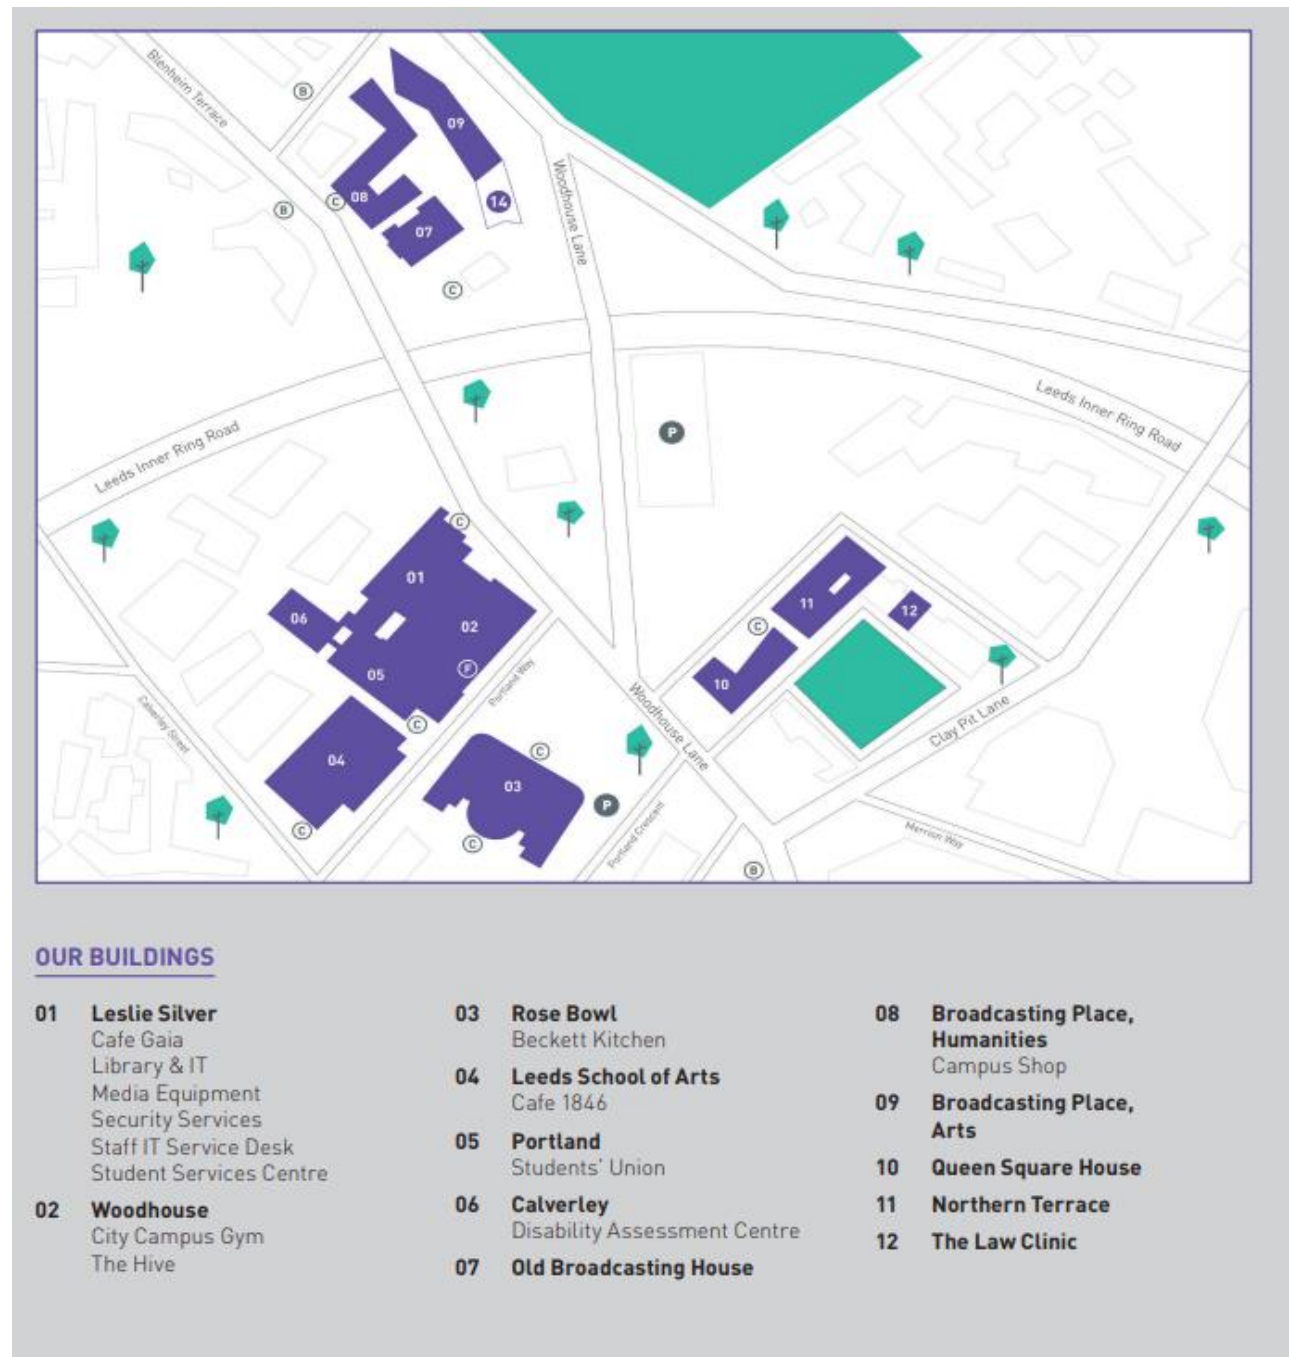 Blenheim Terrace
B
09
Woodhouse Lane
08
C
B
14
07
C
Leeds Inner Ring Road
Leeds Inner Ring Road
P
C
01
06
02
11
12
C
F
05
Portland Way
10
Calverley Street
C
Woodhouse Lane
Clay Pit Lane
04
C
03
P
C
C
Portland Crescent
Merrion Way
B
OUR BUILDINGS
01 Leslie Silver
Cafe Gaia
Library & IT
Media Equipment
Security Services
Staff IT Service Desk
Student Services Centre
02 Woodhouse
City Campus Gym
The Hive
03 Rose Bowl
Beckett Kitchen
04 Leeds School of Arts
Cafe 1846
05 Portland
Students' Union
06 Calverley
Disability Assessment Centre
07 Old Broadcasting House
08 Broadcasting Place,
Humanities
Campus Shop
09 Broadcasting Place,
Arts
10 Queen Square House
11 Northern Terrace
12 The Law Clinic